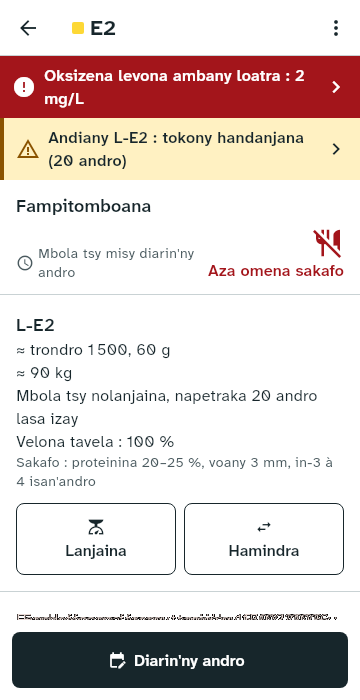 E2
Oksizena levona ambany loatra : 2
mg/L
Andiany L-E2 : tokony handanjana
(20 andro)
Fampitomboana
Mbola tsy misy diarin'ny
andro
Aza omena sakafo
L-E2
≈ trondro 1500, 60 g
≈ 90 kg
Mbola tsy nolanjaina, napetraka 20 andro
lasa izay
Velona tavela : 100 %
Sakafo : proteinina 20–25 %, voany 3 mm, in-3 à
4 isan'andro
Lanjaina
Hamindra
Diarin'ny andro